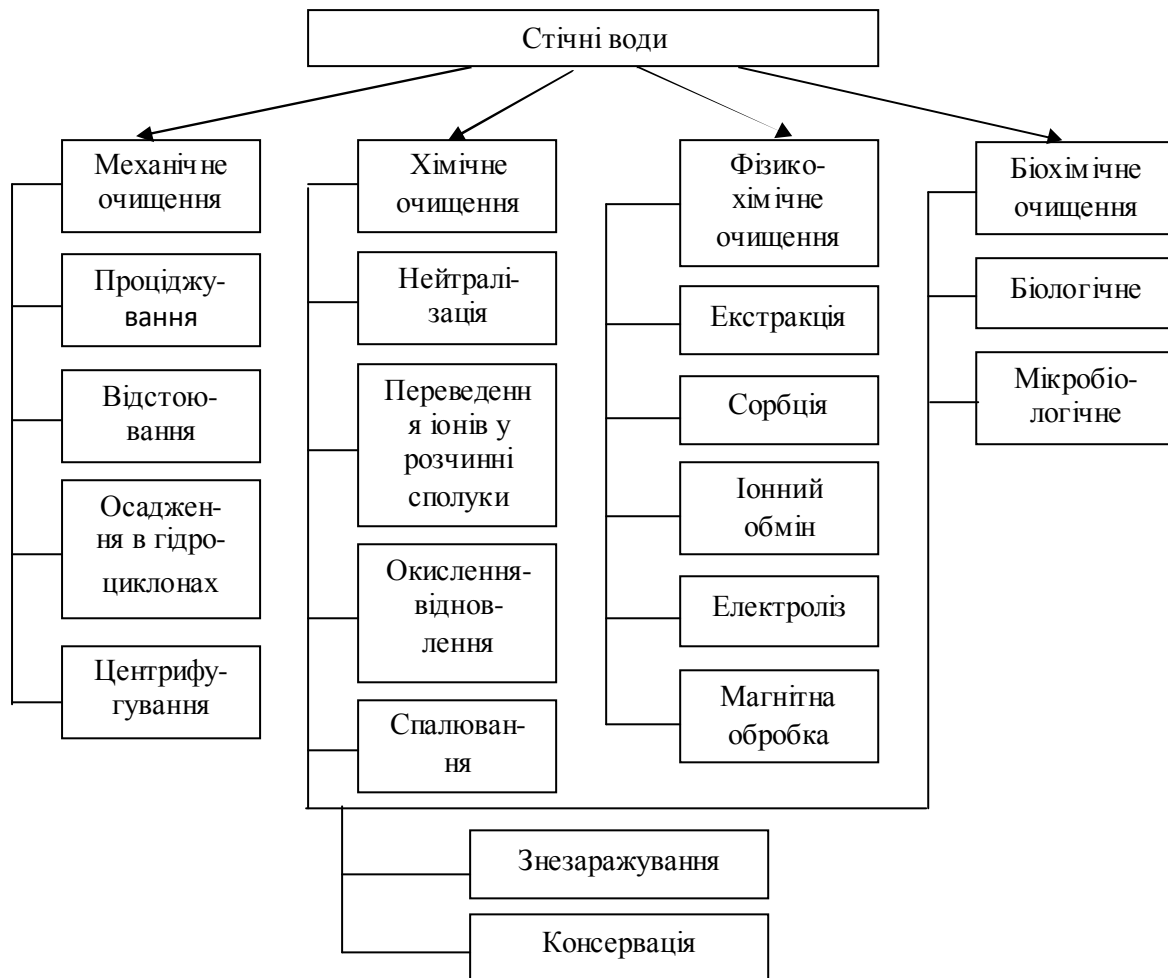 Стічні води
Механічне
очищення
Проціджу-
вання
Відстою-
вання
Осаджен-
ня в гідро-
циклонах
Центрифу-
гування
Хімічне
очищення
Нейтралі-
зація
Переведенн
я іонів у
розчинні
сполуки
Окислення-
віднов-
лення
Спалюван-
ня
Фізико-
хімічне
очищення
Екстракція
Сорбція
Іонний
обмін
Електроліз
Магнітна
обробка
Біохімічне
очищення
Біологічне
Мікробіо-
логічне
Знезаражування
Консервація